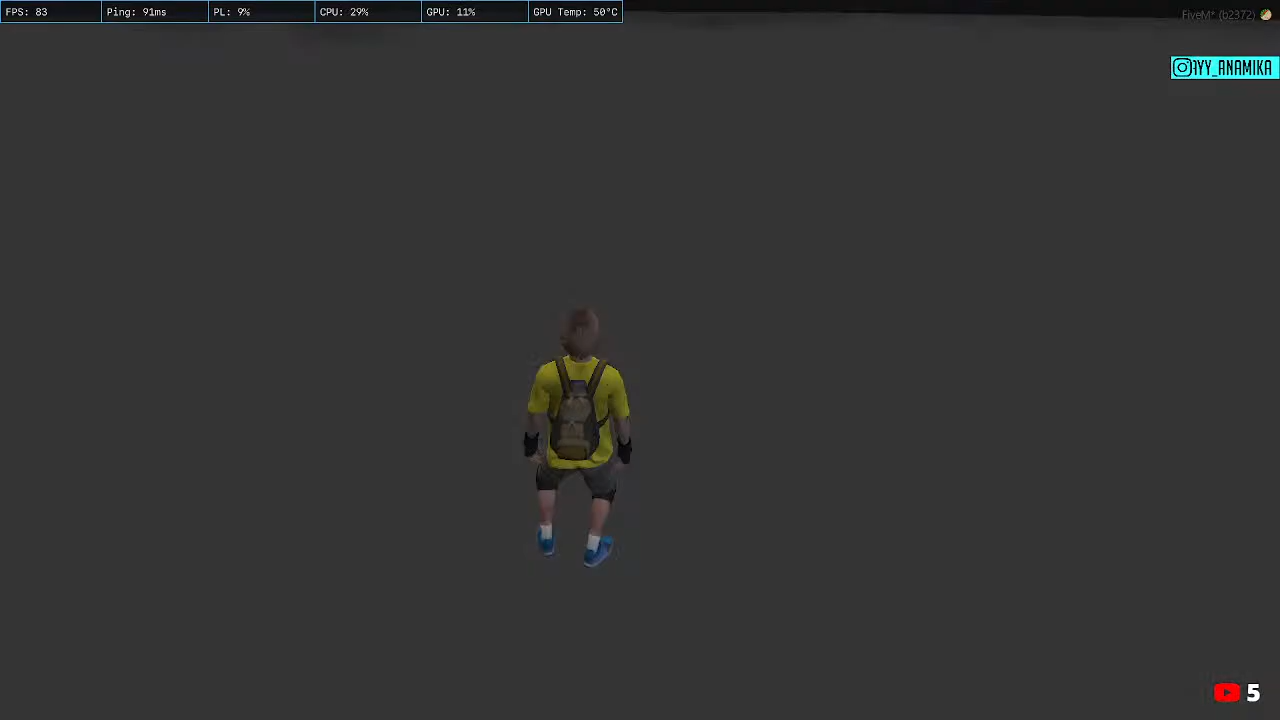 FPS: 83 Ping: 91ms PL: 9% CPU: 29% GPU: 11% GPU Temp: 50°C
FiveM* (b2372)
YY_ANAMIKA
5